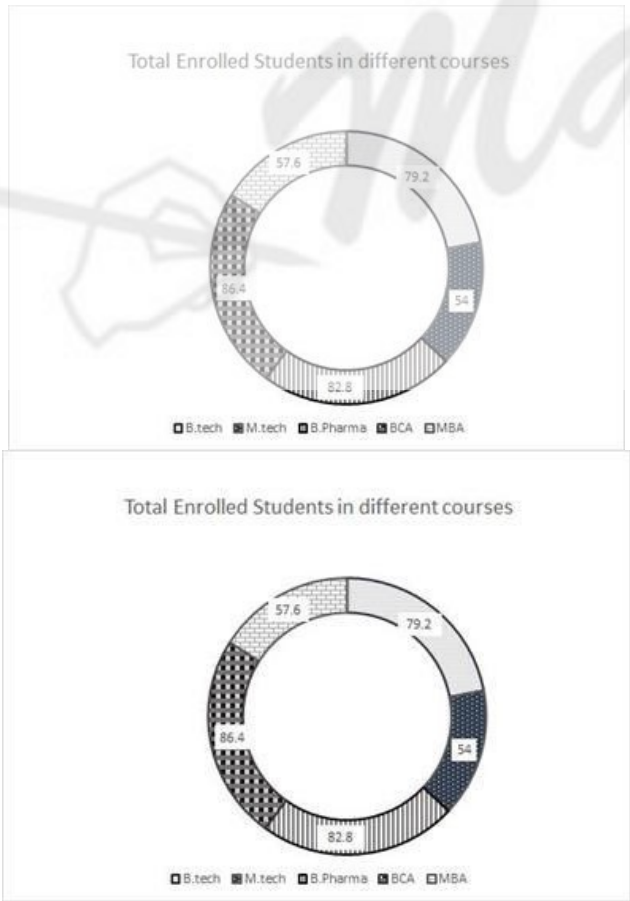 Total Enrolled Students in different courses
57.6
79.2
86.4
54
82.8
B.tech M.tech B.Pharma BCA MBA
Total Enrolled Students in different courses
57.6
79.2
86.4
54
82.8
B.tech M.tech B.Pharma BCA MBA